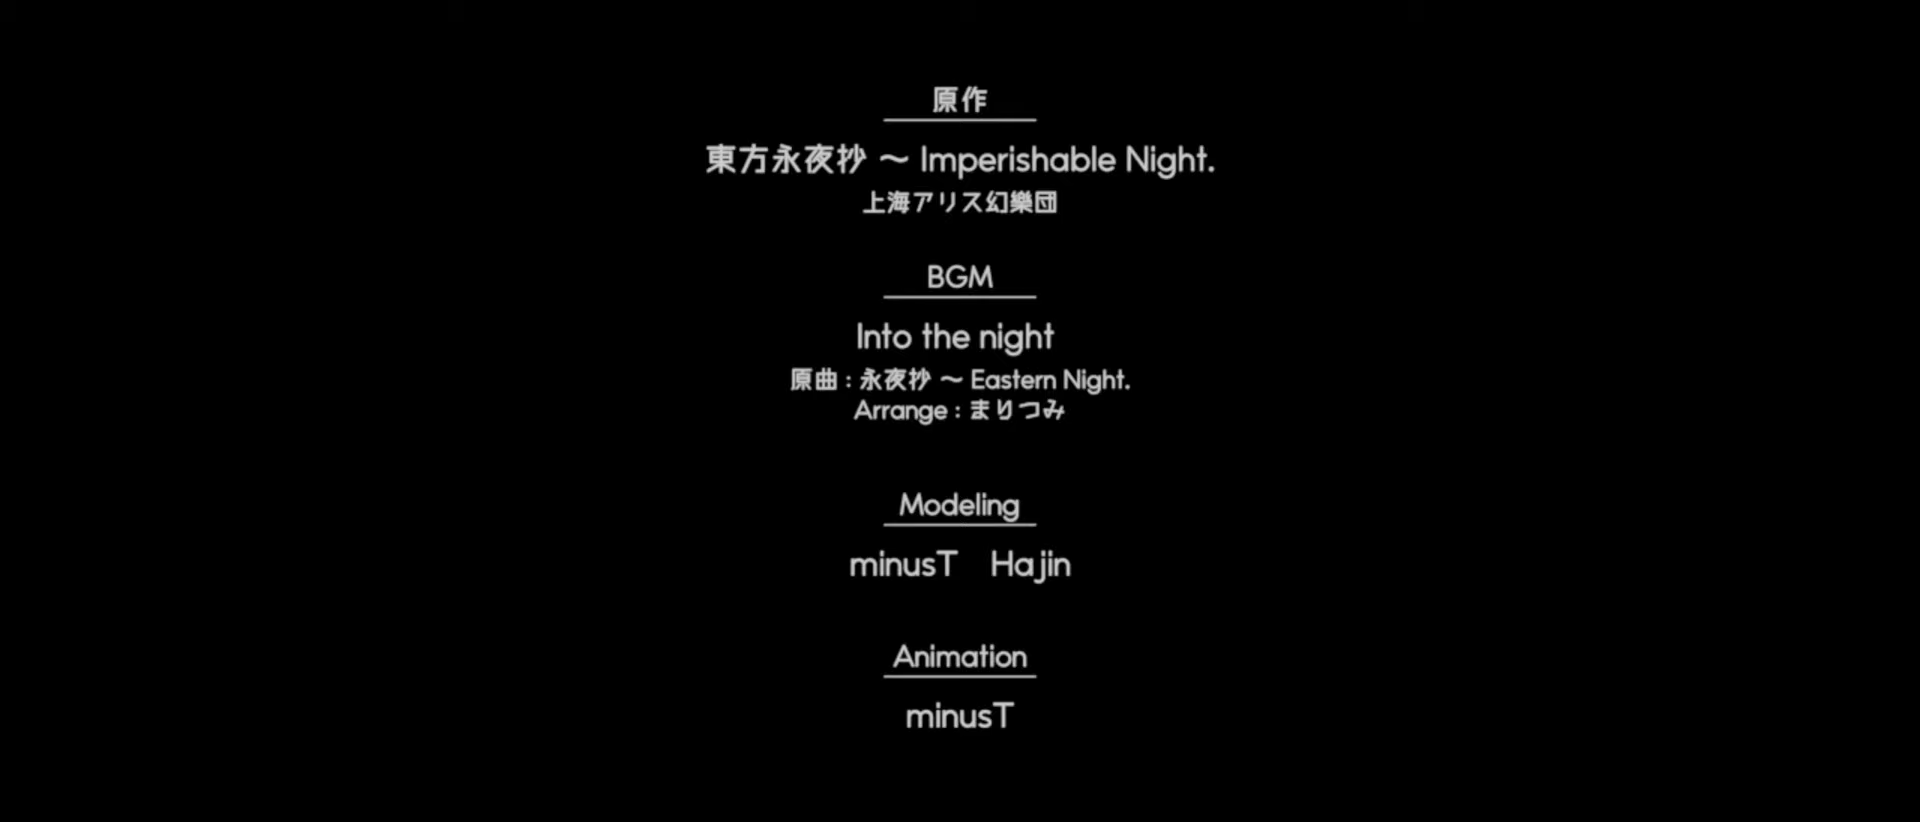 原作
東方永夜抄 ～ Imperishable Night.
上海アリス幻樂団
BGM
Into the night
原曲 : 永夜抄 ～ Eastern Night.
Arrange : まりつみ
Modeling
minusT　Hajin
Animation
minusT